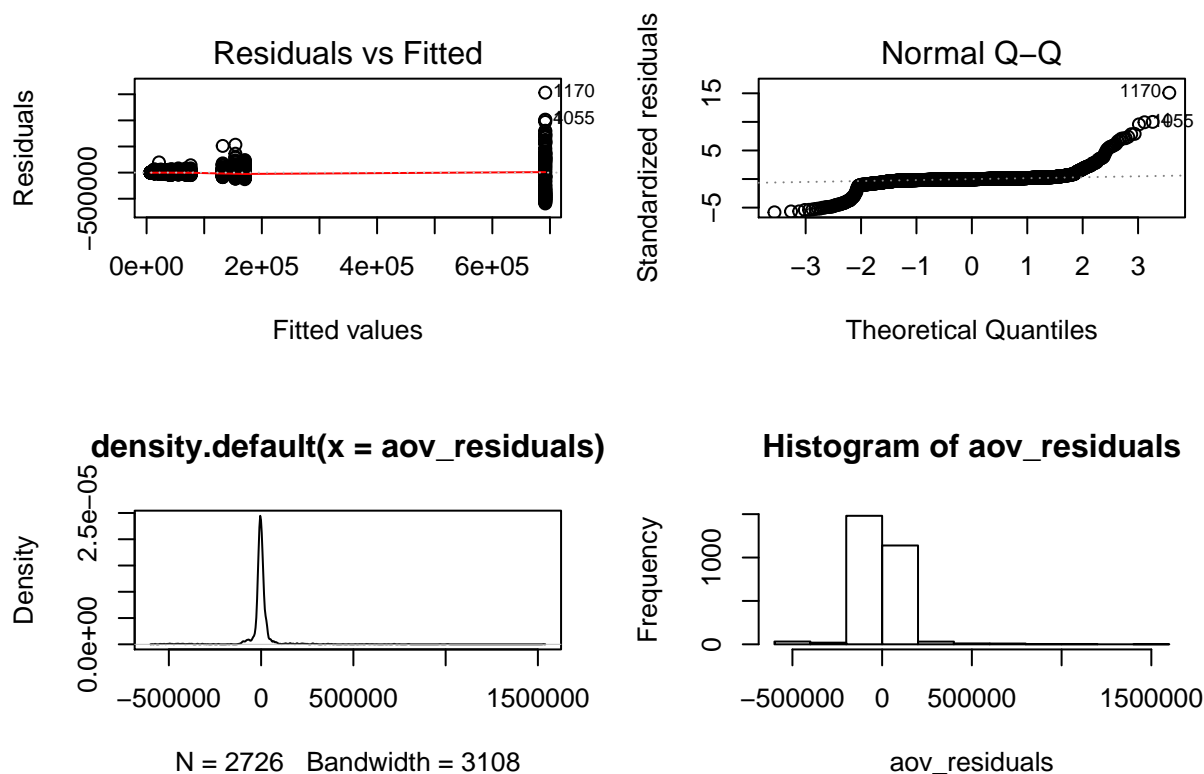 Residuals vs Fitted
Residuals
−500000
1170
4055
0e+00 2e+05 4e+05 6e+05
Fitted values
Normal Q−Q
Standardized residuals
−5 5 15
1170
4055
−3 −2 −1 0 1 2 3
Theoretical Quantiles
density.default(x = aov_residuals)
Density
0.0e+00 2.5e−05
−500000 0 500000 1500000
N = 2726 Bandwidth = 3108
Histogram of aov_residuals
Frequency
0 1000
−500000 0 500000 1500000
aov_residuals